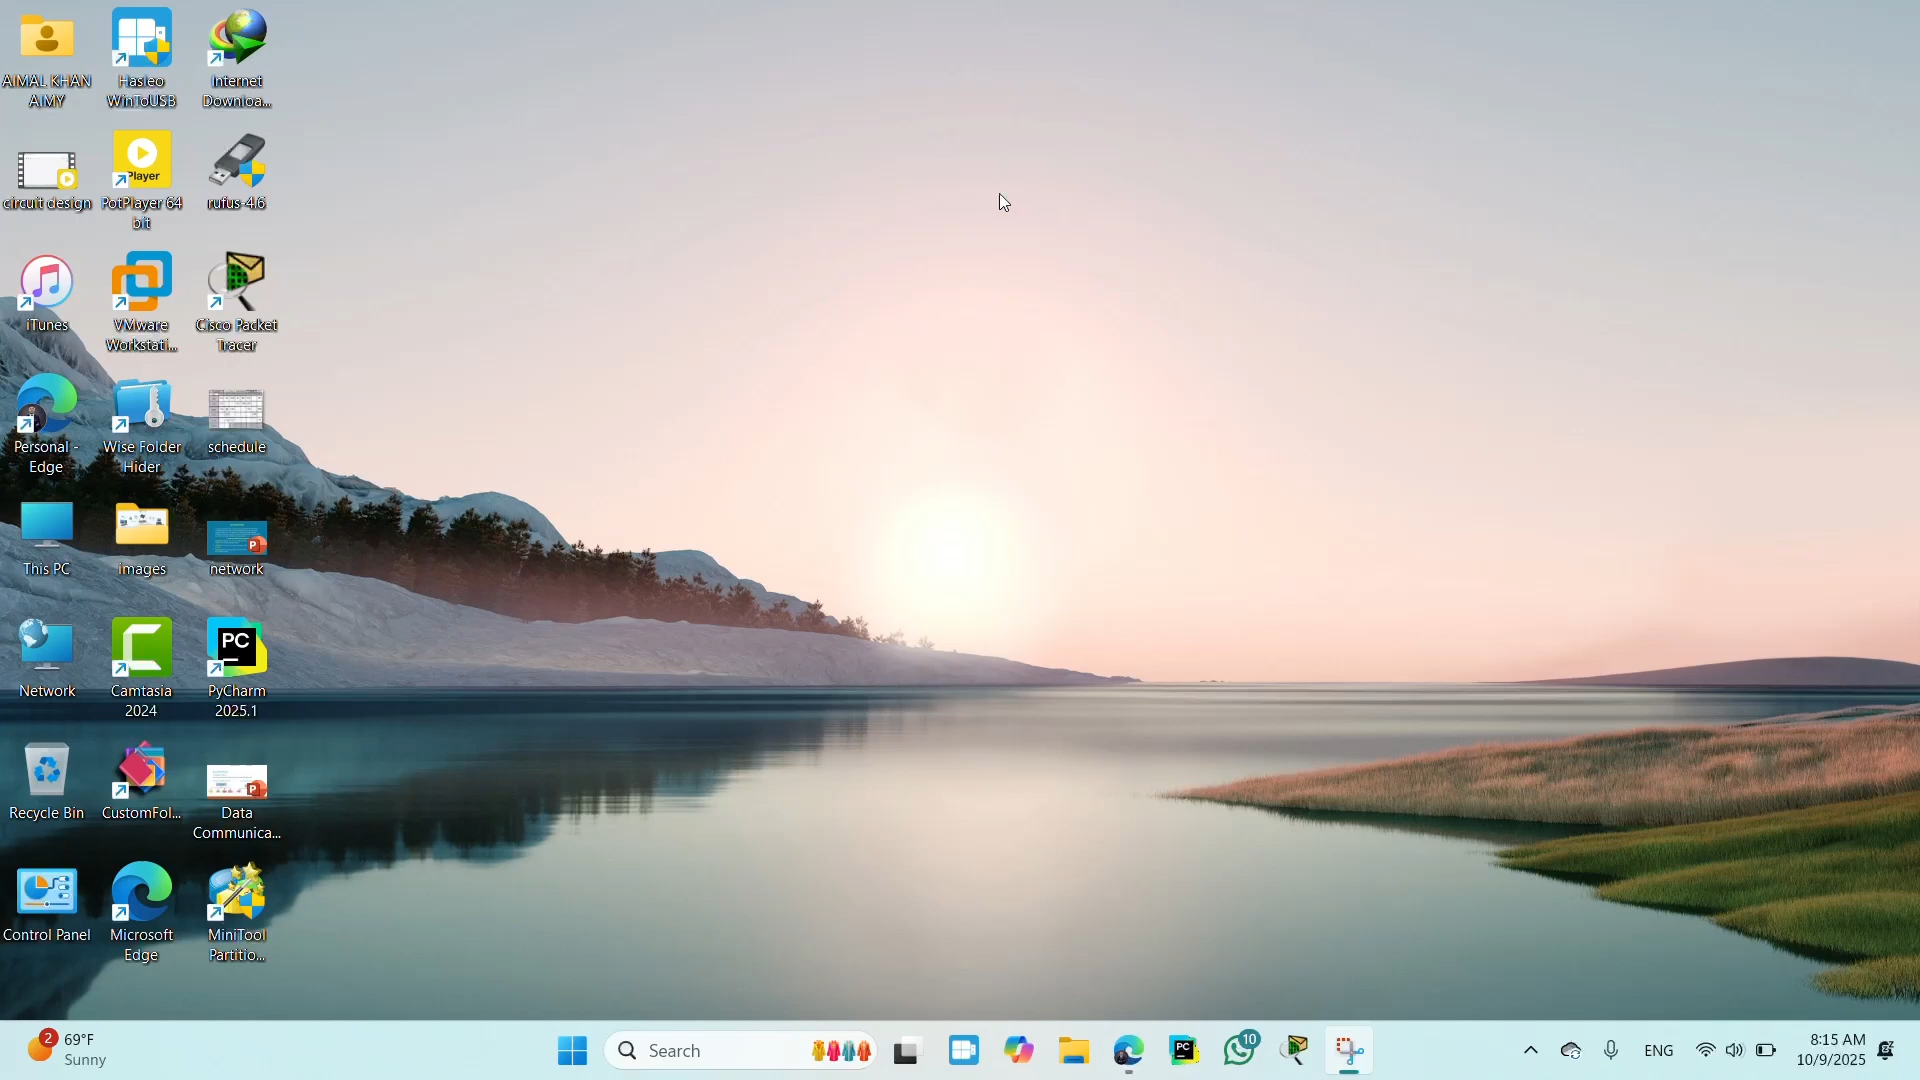 AIMAL KHAN
AIMY
Hasleo
WinToUSB
Internet
Downloa...
circuit design
Player
PotPlayer 64
bit
rufus-4.6
iTunes
VMware
Workstati...
Cisco Packet
Tracer
Personal -
Edge
Wise Folder
Hider
schedule
This PC
images
P
network
Network
Camtasia
2024
PC
PyCharm
2025.1
Recycle Bin
CustomFol...
P
Data
Communica...
Control Panel
Microsoft
Edge
MiniTool
Partitio...
2
69°F
Sunny
Search
PC
10
ENG
8:15 AM
10/9/2025